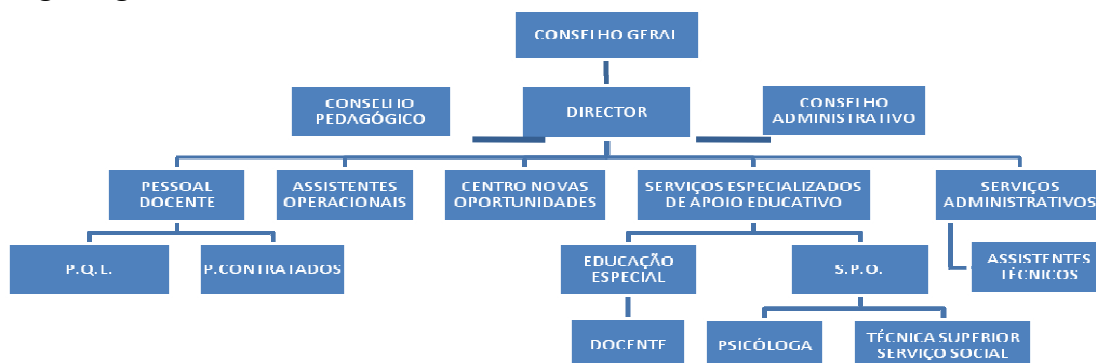 CONSELHO GERAL
CONSELHO
PEDAGÓGICO
DIRECTOR
CONSELHO
ADMINISTRATIVO
PESSOAL
DOCENTE
ASSISTENTES
OPERACIONAIS
CENTRO NOVAS
OPORTUNIDADES
SERVIÇOS ESPECIALIZADOS
DE APOIO EDUCATIVO
SERVIÇOS
ADMINISTRATIVOS
P.Q.E.
P.CONTRATADOS
EDUCAÇÃO
ESPECIAL
S.P.O.
ASSISTENTES
TÉCNICOS
DOCENTE
PSICÓLOGA
TÉCNICA SUPERIOR
SERVIÇO SOCIAL